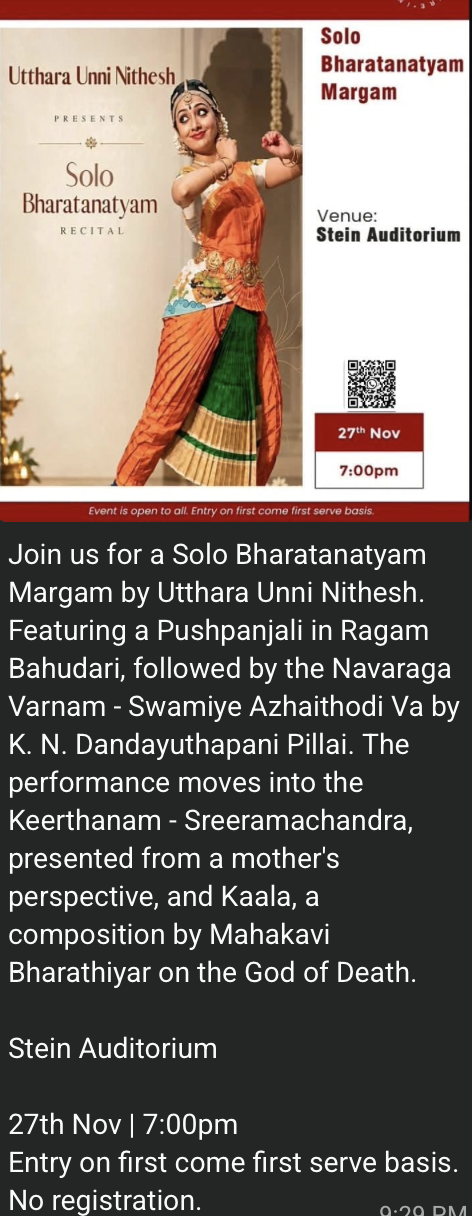 Solo
Bharatanatyam
Margam
Utthara Unni Nithesh
PRESENTS
Solo
Bharatanatyam
RECITAL
Venue:
Stein Auditorium
27th Nov
7:00pm
Event is open to all. Entry on first come first serve basis.
Join us for a Solo Bharatanatyam
Margam by Utthara Unni Nithesh.
Featuring a Pushpanjali in Ragam
Bahudari, followed by the Navaraga
Varnam - Swamiye Azhaithodi Va by
K. N. Dandayuthapani Pillai. The
performance moves into the
Keerthanam - Sreeramachandra,
presented from a mother's
perspective, and Kaala, a
composition by Mahakavi
Bharathiyar on the God of Death.
Stein Auditorium
27th Nov | 7:00pm
Entry on first come first serve basis.
No registration.
9:29 PM